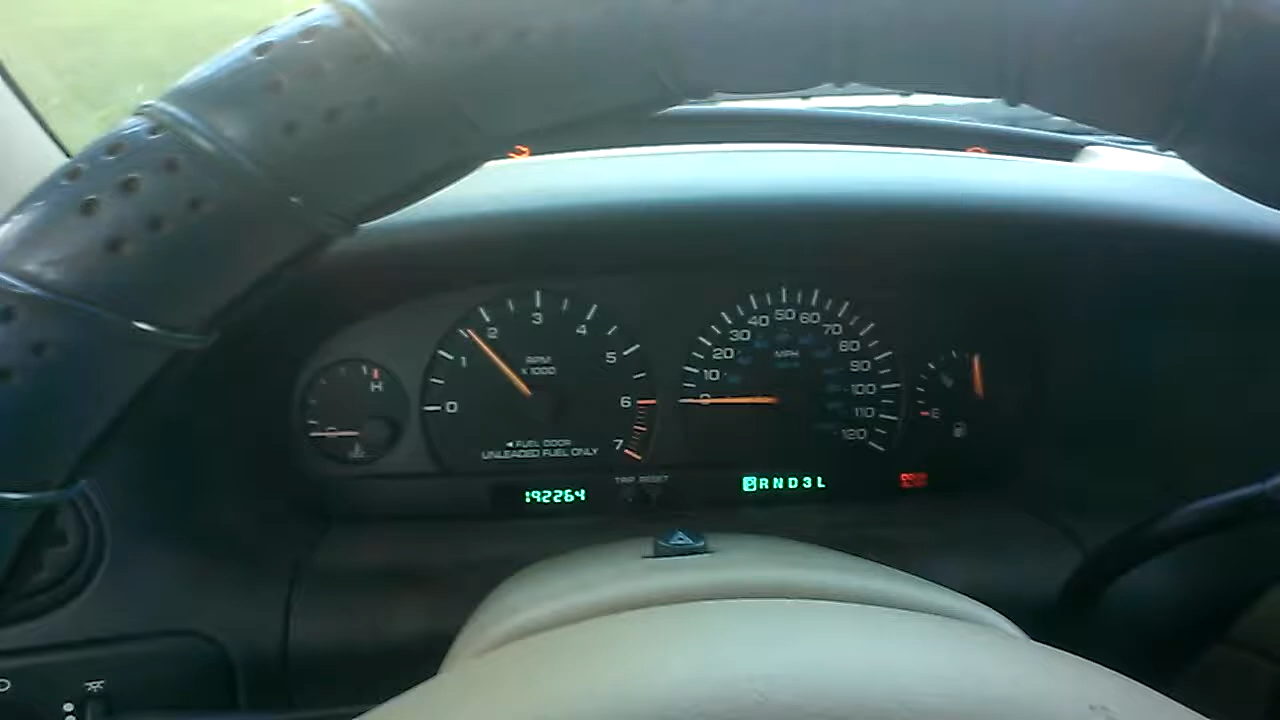 0 1 2 3 4 5 6 7
RPM
X1000
◄ FUEL DOOR
UNLEADED FUEL ONLY
H
0 10 20 30 40 50 60 70 80 90 100 110 120
MPH
E
192264
TRIP RESET
P R N D 3 L